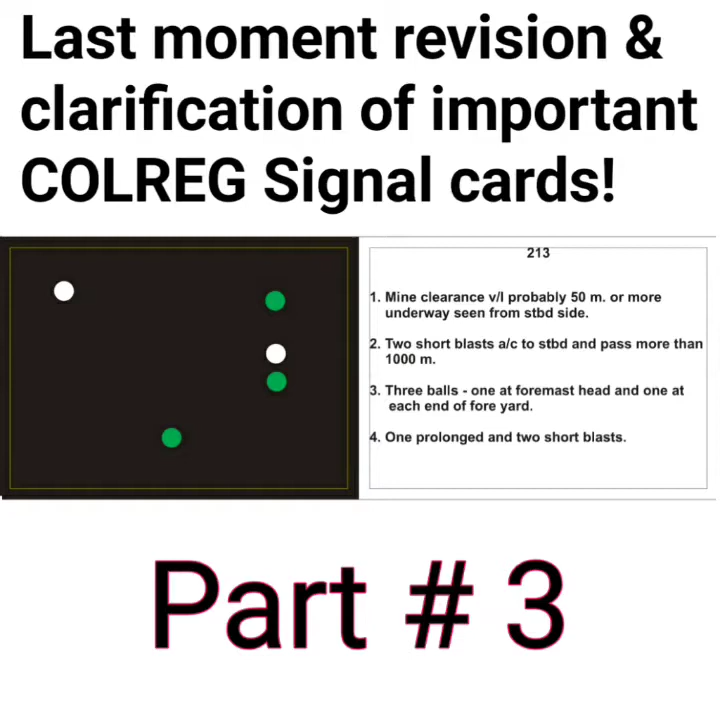 Last moment revision &
clarification of important
COLREG Signal cards!
213
1. Mine clearance v/l probably 50 m. or more
underway seen from stbd side.
2. Two short blasts a/c to stbd and pass more than
1000 m.
3. Three balls - one at foremast head and one at
each end of fore yard.
4. One prolonged and two short blasts.
Part # 3